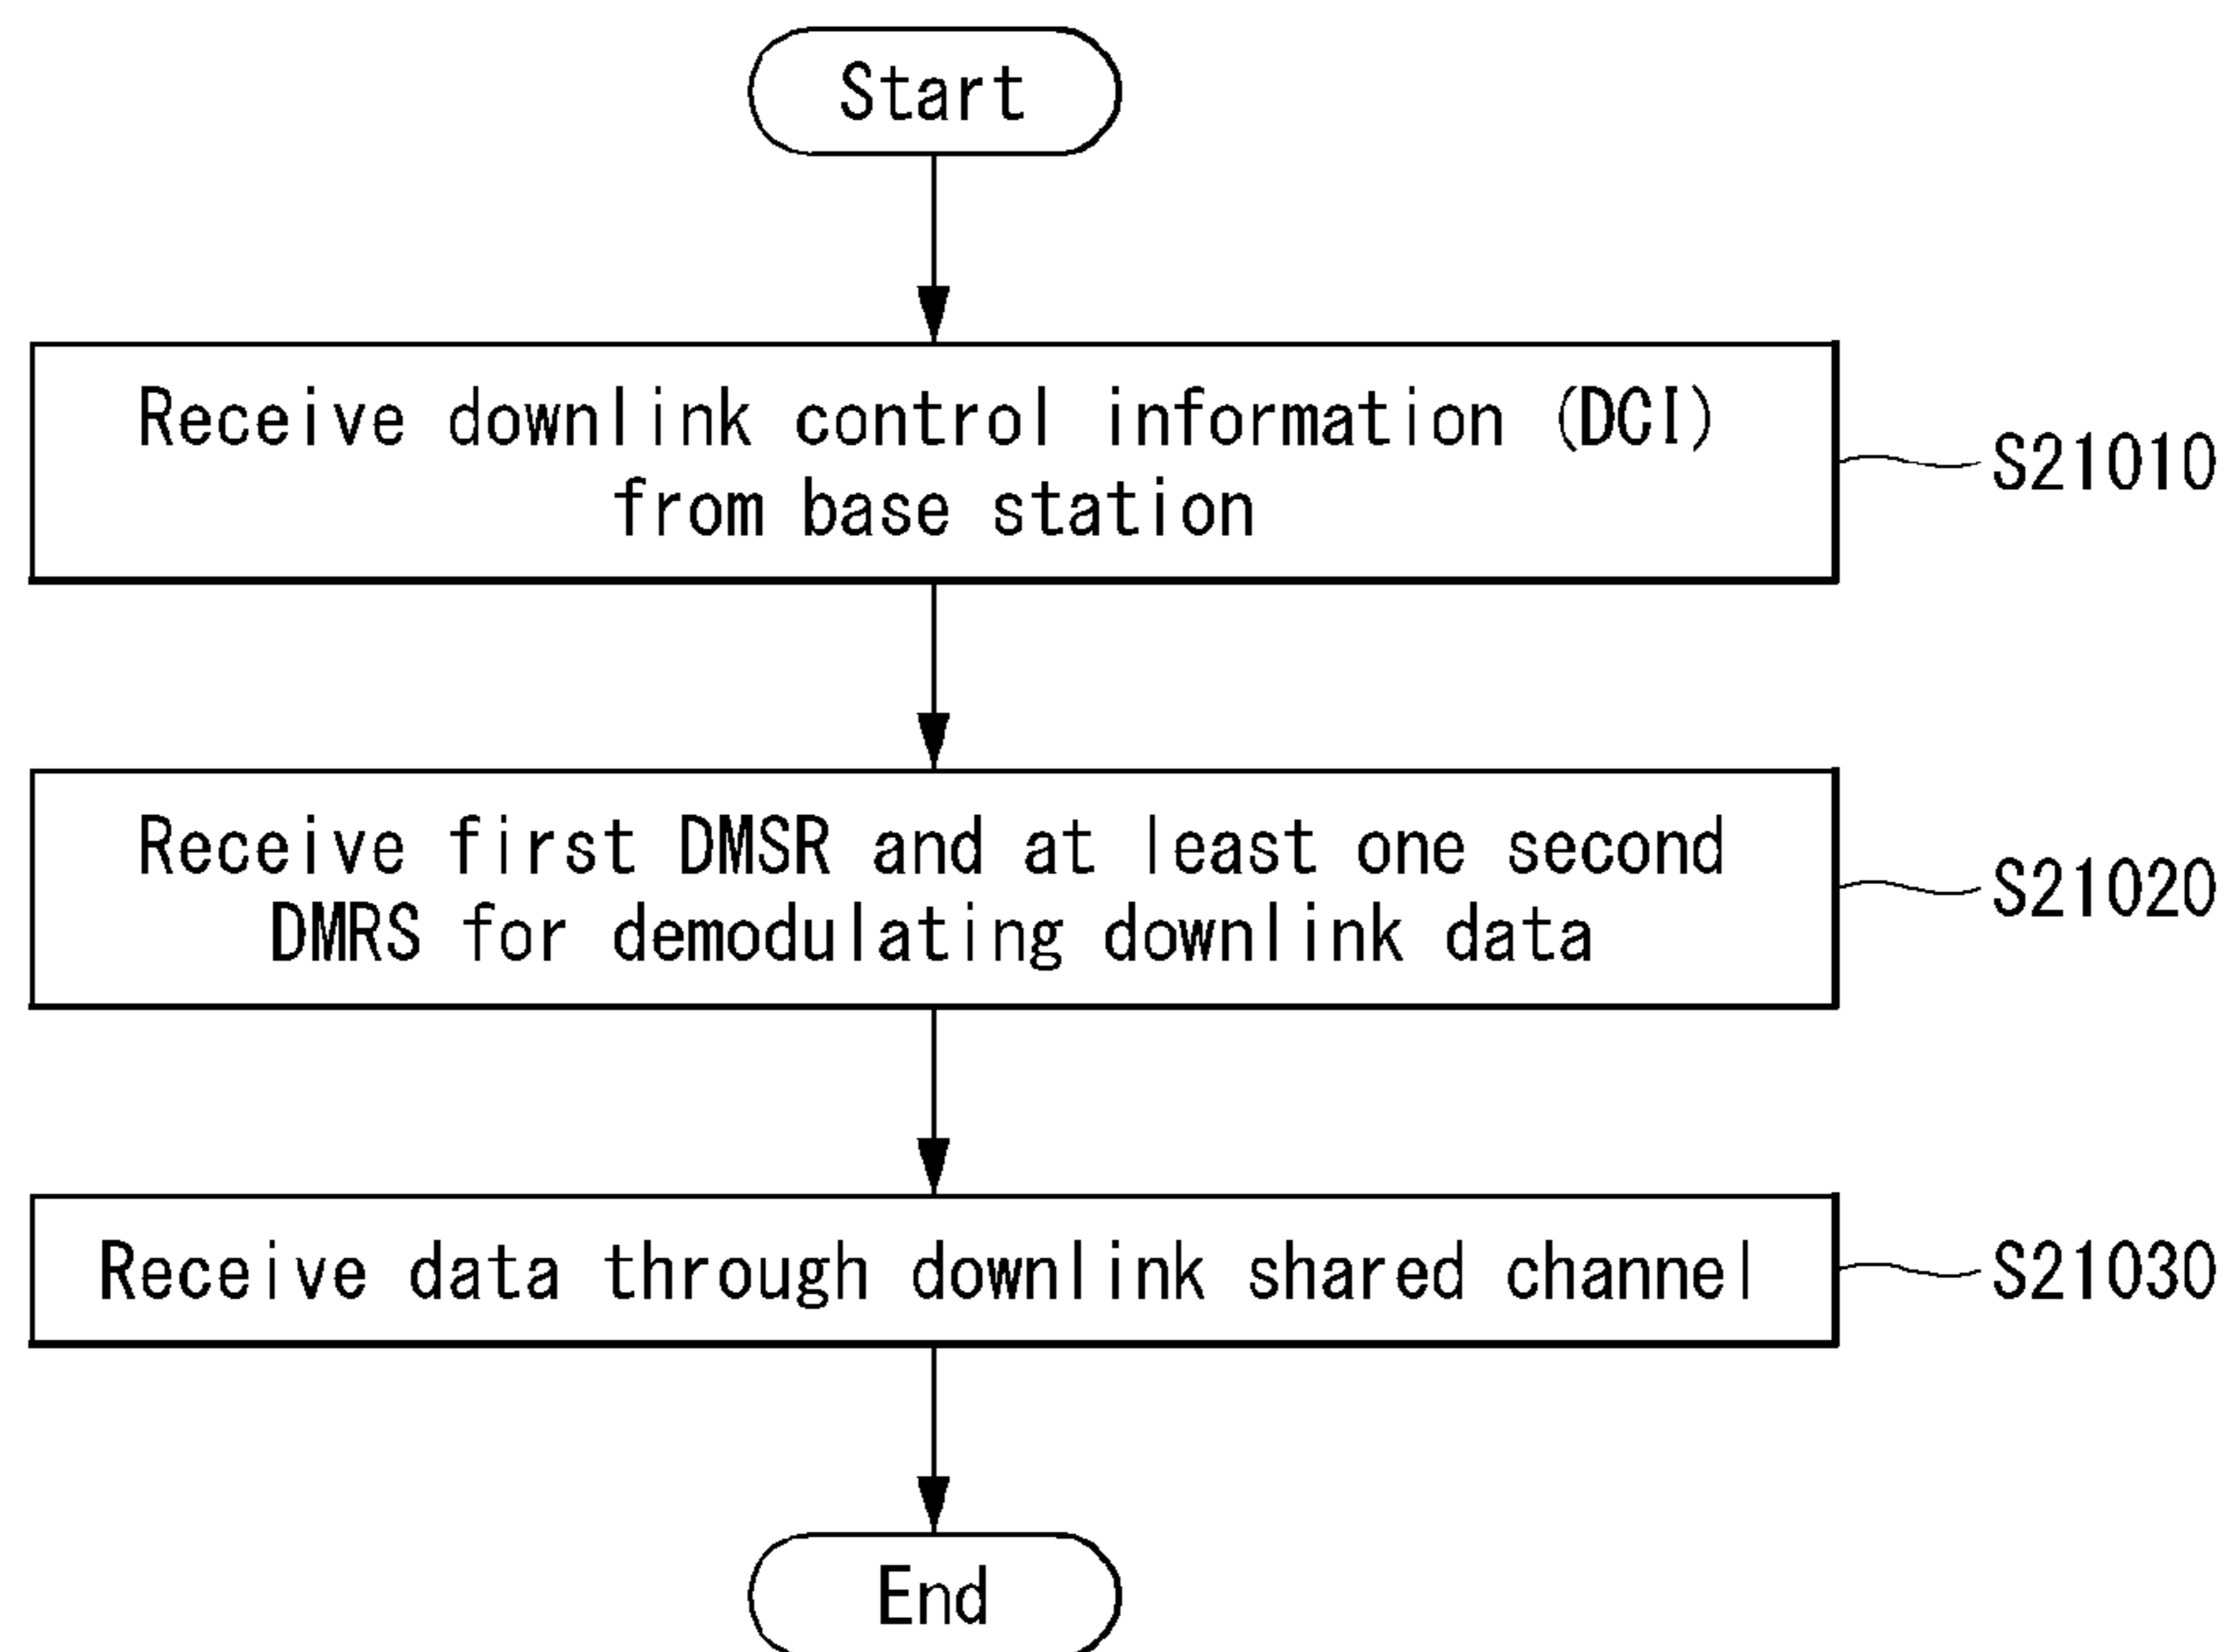 Start
Receive downlink control information (DCI)
from base station
S21010
Receive first DMSR and at least one second
DMRS for demodulating downlink data
S21020
Receive data through downlink shared channel
S21030
End